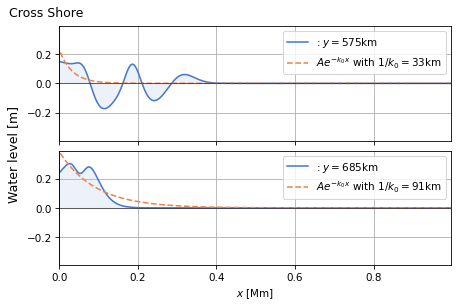 Cross Shore
Water level [m]
0.2
0.0
−0.2
: y = 575km
Ae^{−k₀x} with 1/k₀ = 33km
0.2
0.0
−0.2
: y = 685km
Ae^{−k₀x} with 1/k₀ = 91km
0.0 0.2 0.4 0.6 0.8
x [Mm]